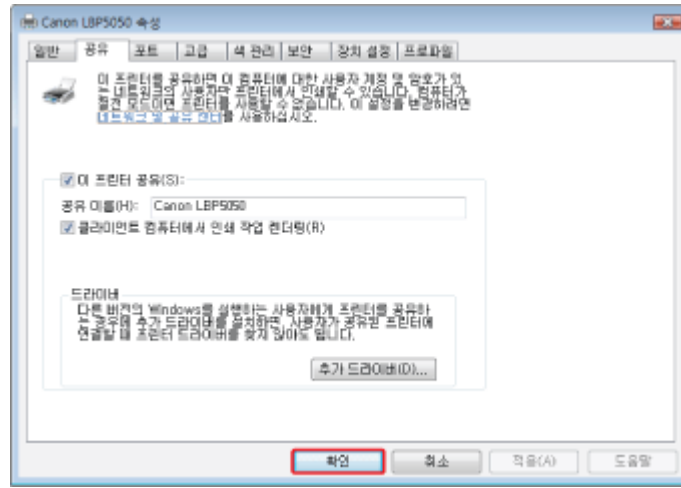 Canon LBP5050 속성
일반 공유 포트 고급 색 관리 보안 장치 설정 프로파일
이 프린터를 공유하면 이 컴퓨터에 대한 사용자 계정 및 암호가 있
는 네트워크의 사용자만 프린터에서 인쇄할 수 있습니다. 컴퓨터가
절전 모드이면 프린터를 사용할 수 없습니다. 이 설정을 변경하려면
네트워크 및 공유 센터를 사용하십시오.
이 프린터 공유(S):
공유 이름(H): Canon LBP5050
클라이언트 컴퓨터에서 인쇄 작업 렌더링(R)
드라이버
다른 버전의 Windows를 실행하는 사용자에게 프린터를 공유하
는 경우에 추가 드라이버를 설치하면, 사용자가 공유된 프린터에
연결할 때 프린터 드라이버를 찾지 않아도 됩니다.
추가 드라이버(D)...
확인 취소 적용(A) 도움말